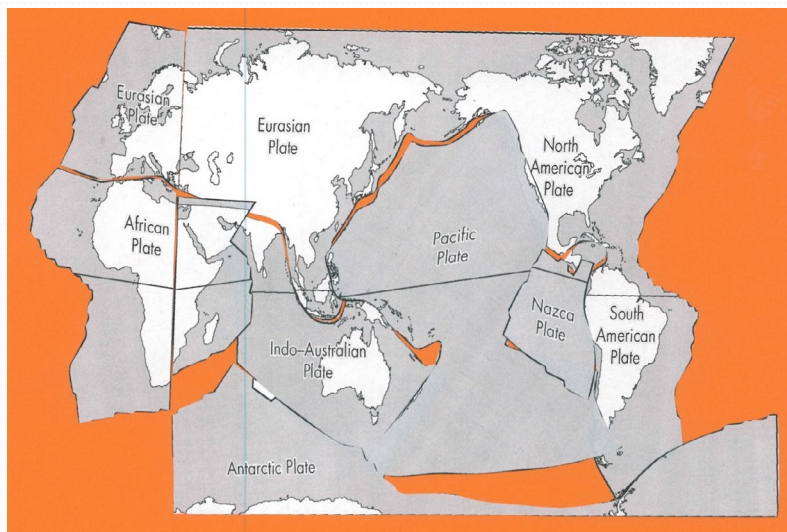 Eurasian
Plate
Eurasian
Plate
North
American
Plate
African
Plate
Pacific
Plate
Nazca
Plate
South
American
Plate
Indo–Australian
Plate
Antarctic Plate